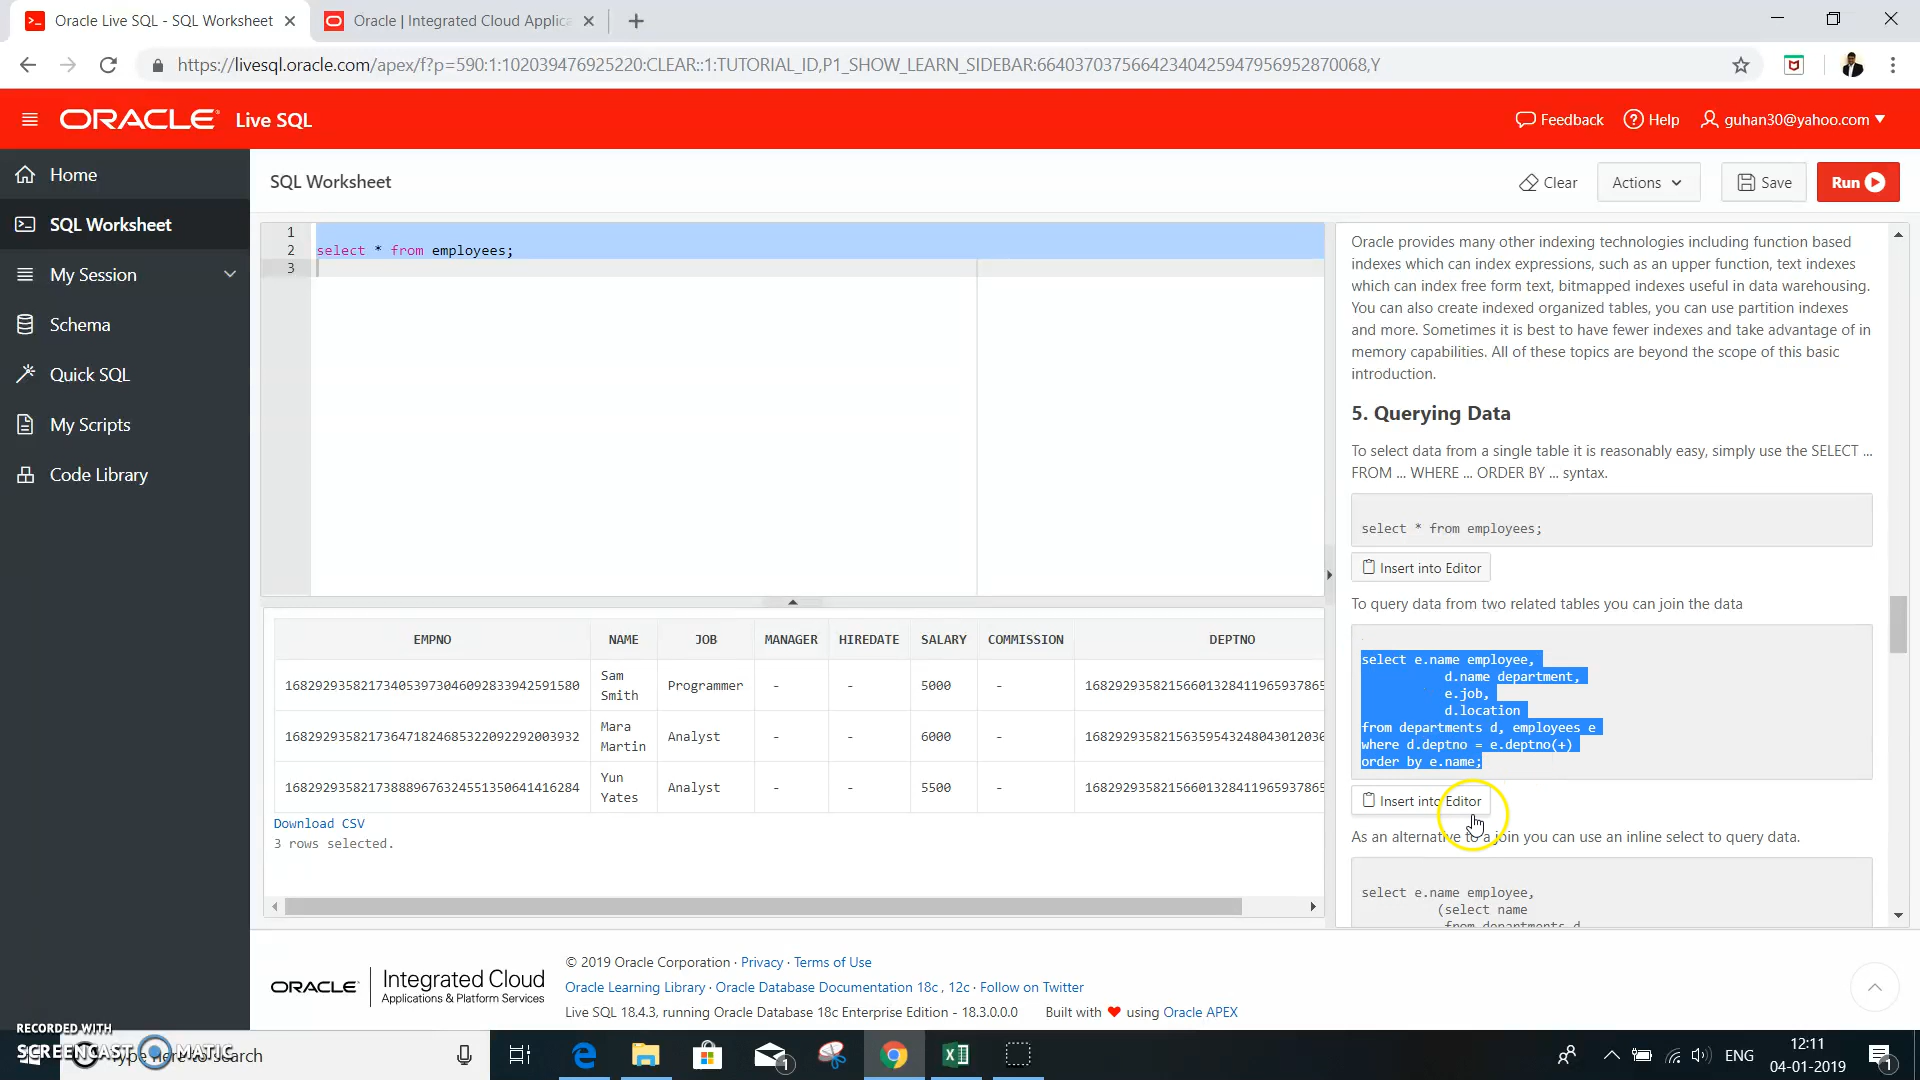 Oracle Live SQL - SQL Worksheet
Oracle | Integrated Cloud Applica
https://livesql.oracle.com/apex/f?p=590:1:102039476925220:CLEAR::1:TUTORIAL_ID,P1_SHOW_LEARN_SIDEBAR:66403703756642340425947956952870068,Y
ORACLE Live SQL
Feedback
Help
guhan30@yahoo.com
Home
SQL Worksheet
My Session
Schema
Quick SQL
My Scripts
Code Library
SQL Worksheet
Clear
Actions
Save
Run
1
2 select * from employees;
3
EMPNO NAME JOB MANAGER HIREDATE SALARY COMMISSION DEPTNO
168292935821734053973046092833942591580 Sam Smith Programmer - - 5000 - 16829293582156601328411965937865
168292935821736471824685322092292003932 Mara Martin Analyst - - 6000 - 16829293582156359543248043012036
168292935821738889676324551350641416284 Yun Yates Analyst - - 5500 - 16829293582156601328411965937865
Download CSV
3 rows selected.
Oracle provides many other indexing technologies including function based
indexes which can index expressions, such as an upper function, text indexes
which can index free form text, bitmapped indexes useful in data warehousing.
You can also create indexed organized tables, you can use partition indexes
and more. Sometimes it is best to have fewer indexes and take advantage of in
memory capabilities. All of these topics are beyond the scope of this basic
introduction.
5. Querying Data
To select data from a single table it is reasonably easy, simply use the SELECT ...
FROM ... WHERE ... ORDER BY ... syntax.
select * from employees;
Insert into Editor
To query data from two related tables you can join the data
select e.name employee,
d.name department,
e.job,
d.location
from departments d, employees e
where d.deptno = e.deptno(+)
order by e.name;
Insert into Editor
As an alternative to a join you can use an inline select to query data.
select e.name employee,
(select name
from departments d
ORACLE
Integrated Cloud
Applications & Platform Services
© 2019 Oracle Corporation · Privacy · Terms of Use
Oracle Learning Library · Oracle Database Documentation 18c , 12c · Follow on Twitter
Live SQL 18.4.3, running Oracle Database 18c Enterprise Edition - 18.3.0.0.0 Built with ❤ using Oracle APEX
RECORDED WITH
SCREENCAST MATIC
Type here to search
1
ENG
12:11
04-01-2019
1